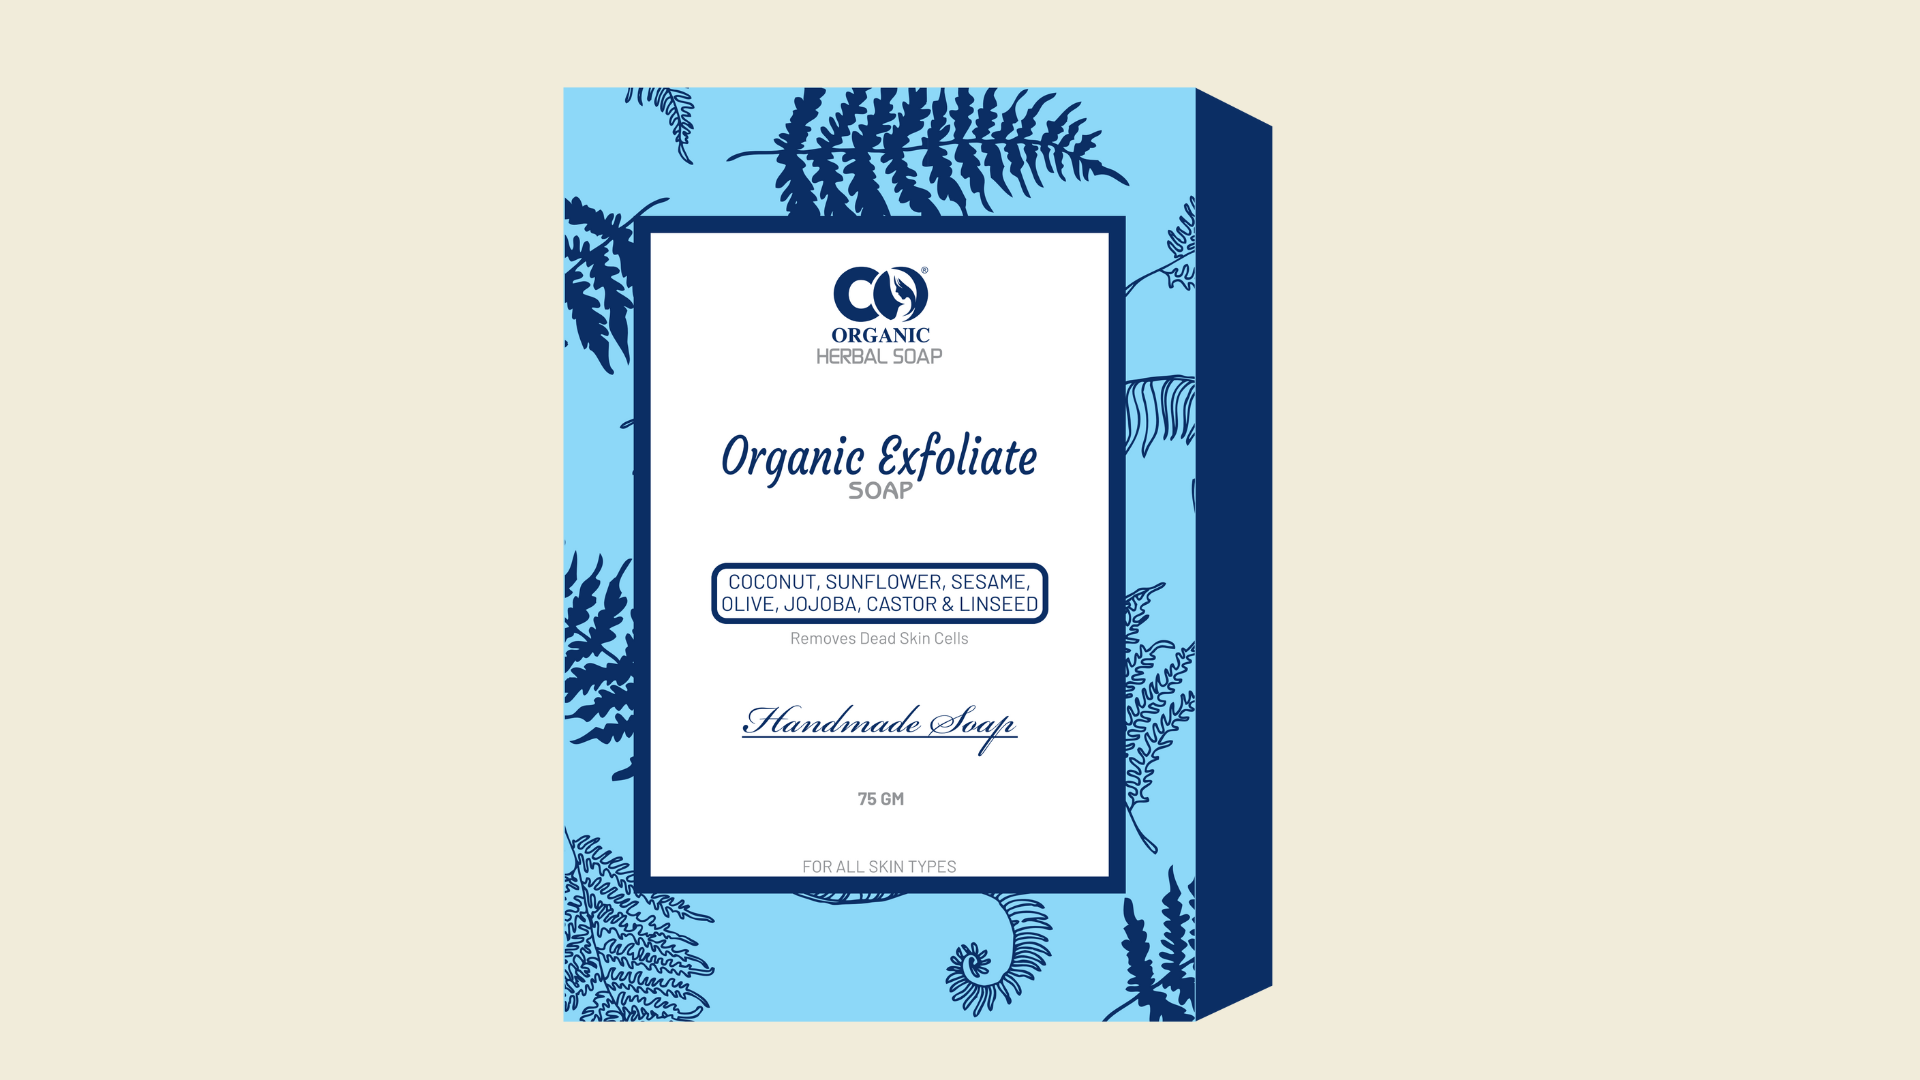 CO®
ORGANIC
HERBAL SOAP
Organic Exfoliate
SOAP
COCONUT, SUNFLOWER, SESAME,
OLIVE, JOJOBA, CASTOR & LINSEED
Removes Dead Skin Cells
Handmade Soap
75 GM
FOR ALL SKIN TYPES